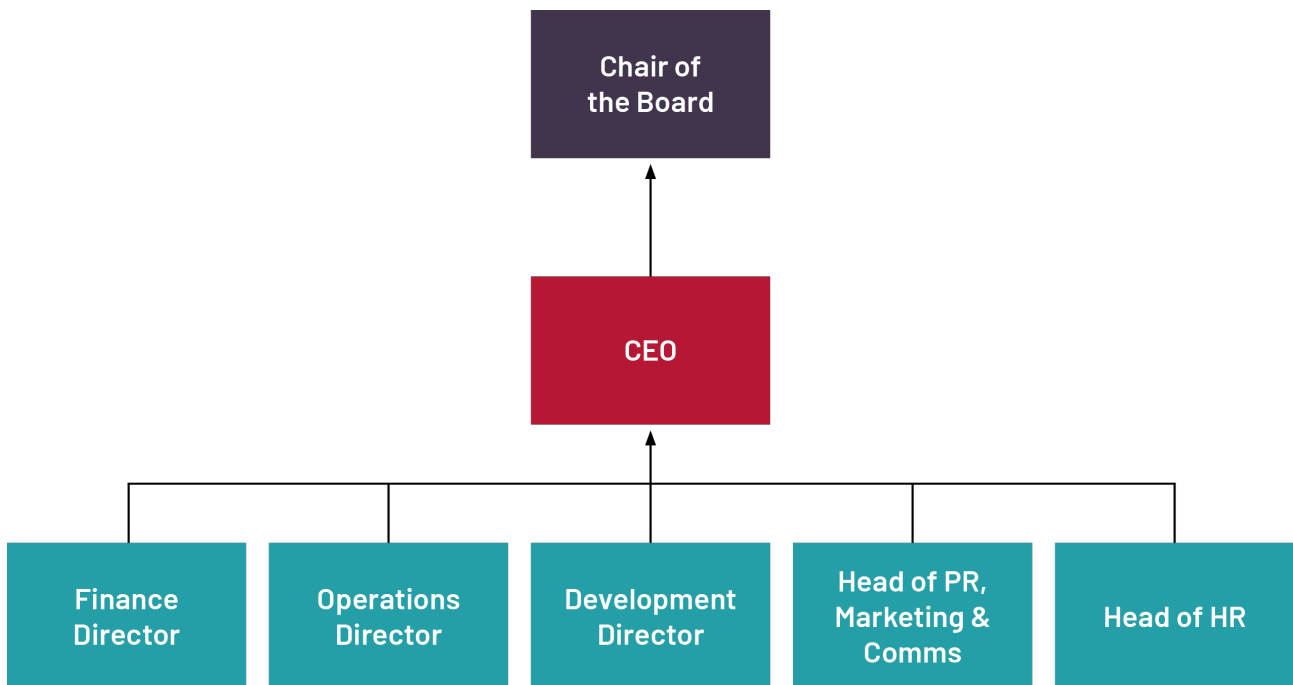 Chair of
the Board
CEO
Finance
Director
Operations
Director
Development
Director
Head of PR,
Marketing &
Comms
Head of HR